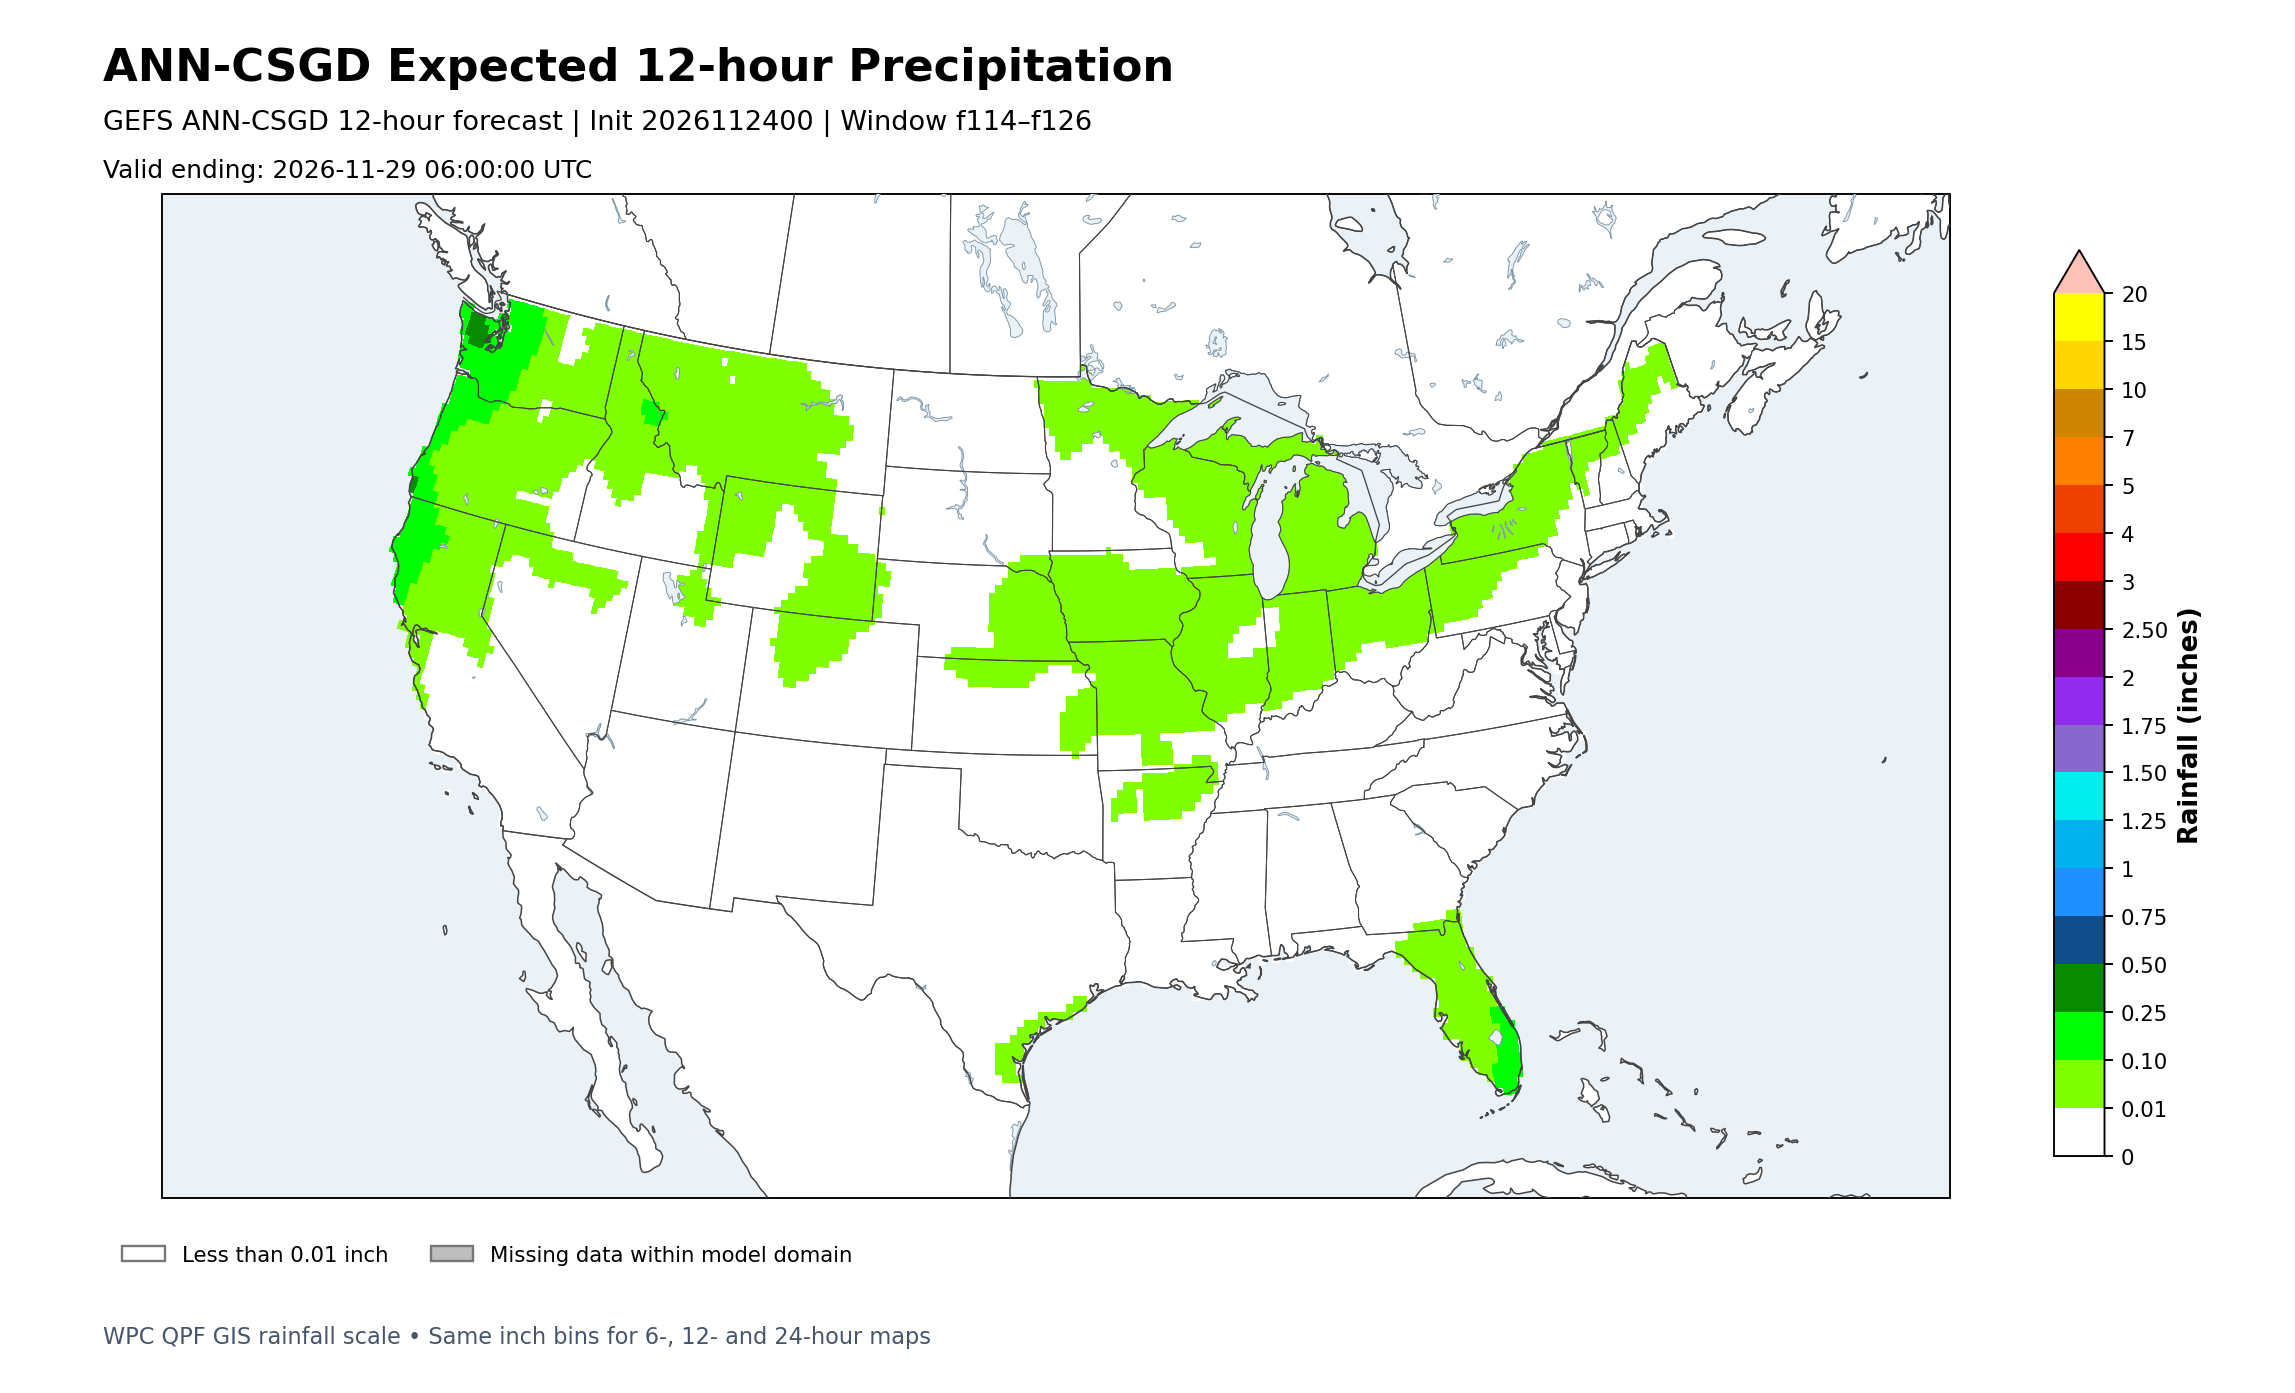 ANN-CSGD Expected 12-hour Precipitation
GEFS ANN-CSGD 12-hour forecast | Init 2026112400 | Window f114–f126
Valid ending: 2026-11-29 06:00:00 UTC
20
15
10
7
5
4
3
2.50
2
1.75
1.50
1.25
1
0.75
0.50
0.25
0.10
0.01
0
Rainfall (inches)
Less than 0.01 inch
Missing data within model domain
WPC QPF GIS rainfall scale • Same inch bins for 6-, 12- and 24-hour maps